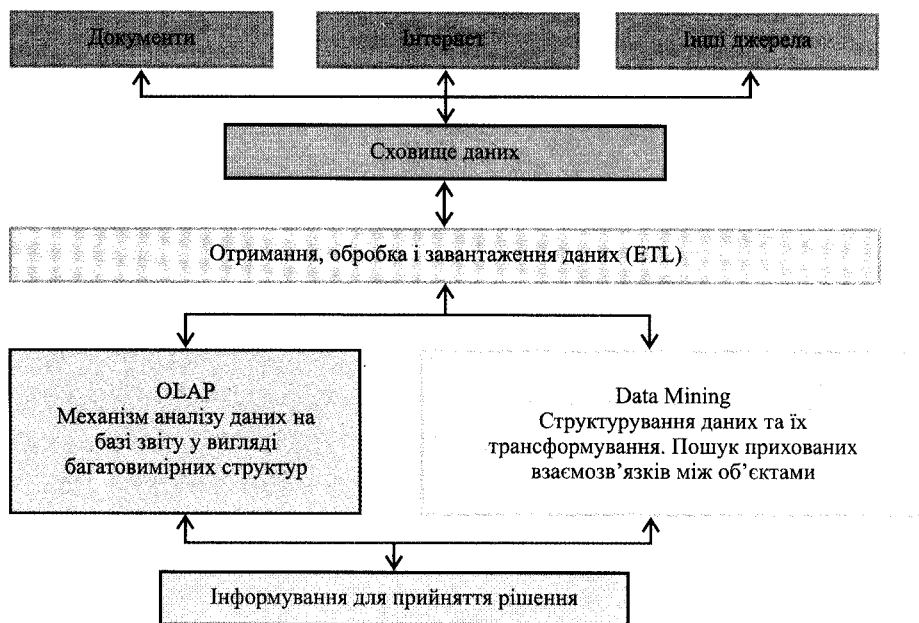 Документи
Інтернет
Інші джерела
Сховище даних
Отримання, обробка і завантаження даних (ETL)
OLAP
Механізм аналізу даних на
базі звіту у вигляді
багатовимірних структур
Data Mining
Структурування даних та їх
трансформування. Пошук прихованих
взаємозв’язків між об’єктами
Інформування для прийняття рішення